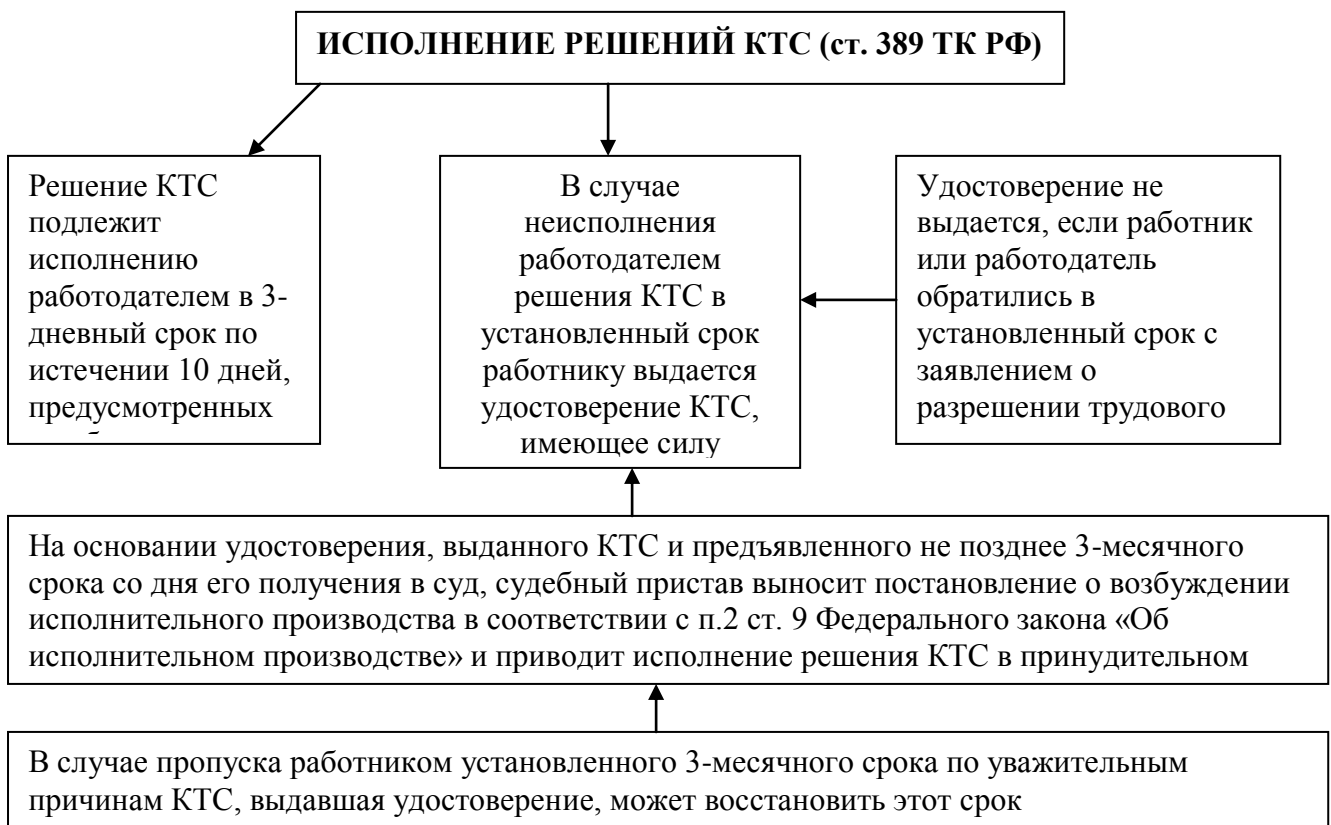 ИСПОЛНЕНИЕ РЕШЕНИЙ КТС (ст. 389 ТК РФ)
Решение КТС
подлежит
исполнению
работодателем в 3-
дневный срок по
истечении 10 дней,
предусмотренных
В случае
неисполнения
работодателем
решения КТС в
установленный срок
работнику выдается
удостоверение КТС,
имеющее силу
Удостоверение не
выдается, если работник
или работодатель
обратились в
установленный срок с
заявлением о
разрешении трудового
На основании удостоверения, выданного КТС и предъявленного не позднее 3-месячного
срока со дня его получения в суд, судебный пристав выносит постановление о возбуждении
исполнительного производства в соответствии с п.2 ст. 9 Федерального закона «Об
исполнительном производстве» и приводит исполнение решения КТС в принудительном
В случае пропуска работником установленного 3-месячного срока по уважительным
причинам КТС, выдавшая удостоверение, может восстановить этот срок